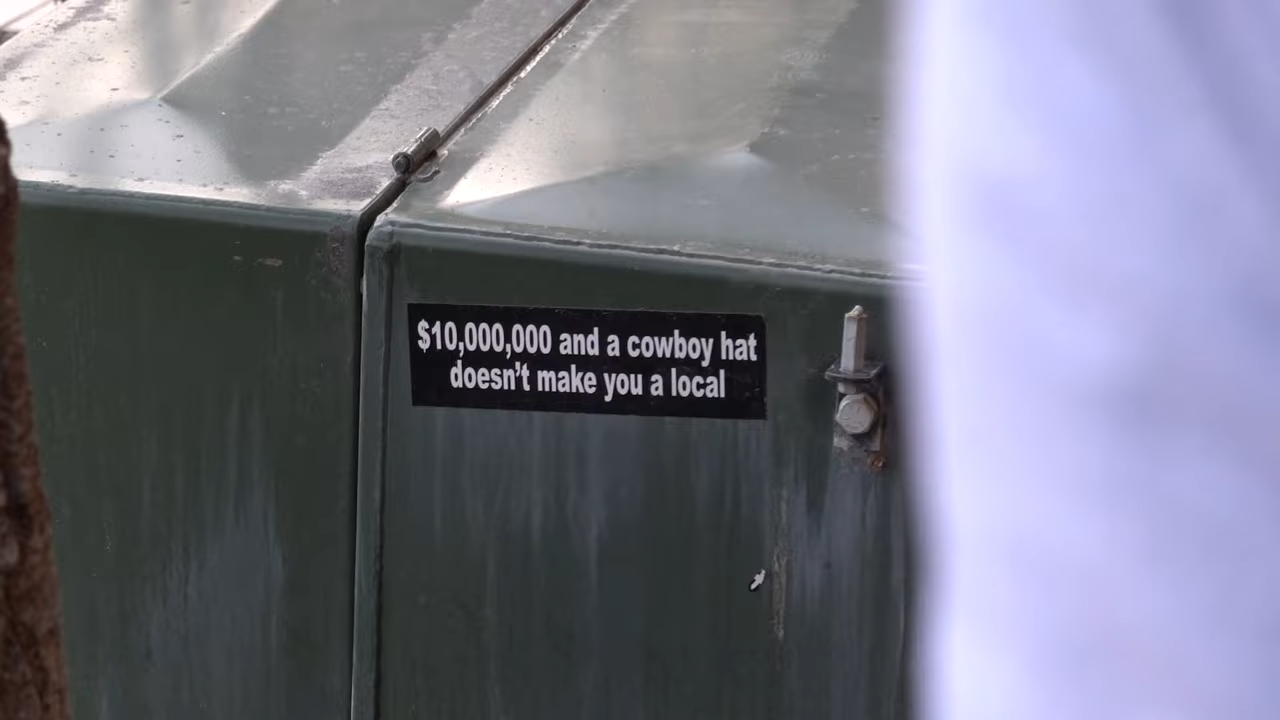 $10,000,000 and a cowboy hat
doesn't make you a local